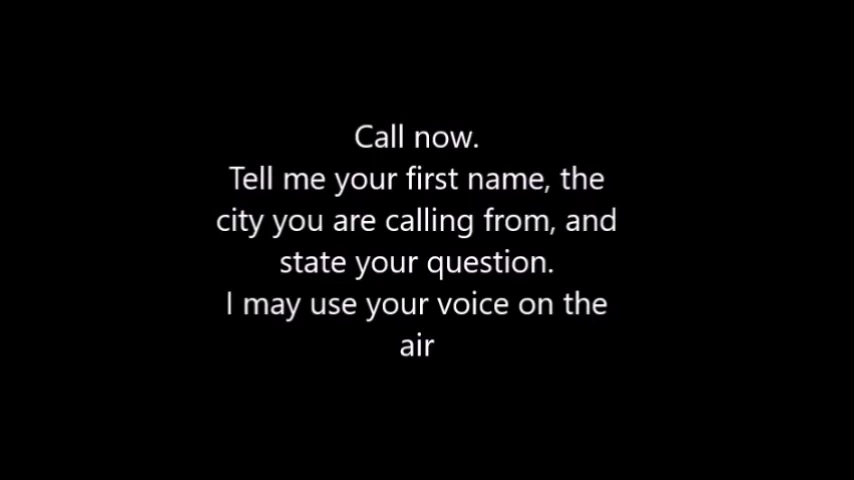 Call now.
Tell me your first name, the
city you are calling from, and
state your question.
I may use your voice on the
air